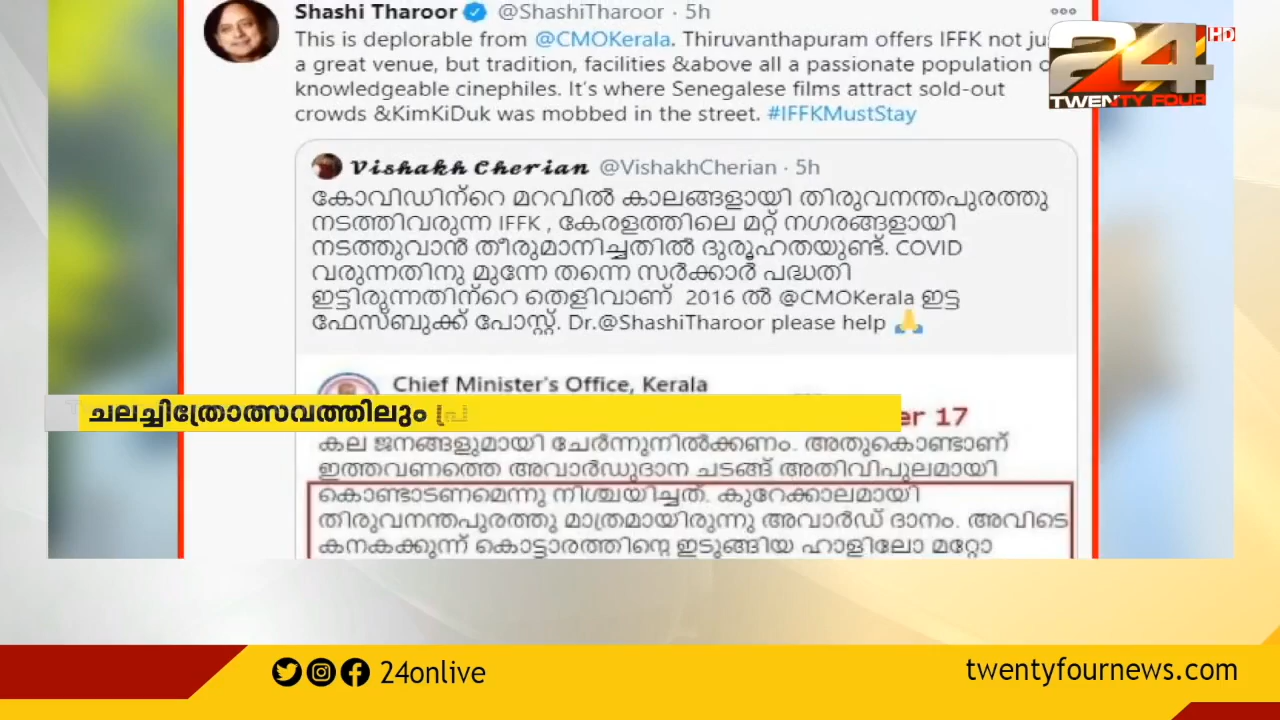 Shashi Tharoor @ShashiTharoor · 5h
This is deplorable from @CMOKerala. Thiruvanthapuram offers IFFK not
a great venue, but tradition, facilities &above all a passionate population
knowledgeable cinephiles. It's where Senegalese films attract sold-out
crowds &KimKiDuk was mobbed in the street. #IFFKMustStay
24 HD
TWENTY FOUR
Vishakh Cherian @VishakhCherian · 5h
കോവിഡിന്റെ മറവിൽ കാലങ്ങളായി തിരുവനന്തപുരത്തു
നടത്തിവരുന്ന IFFK , കേരളത്തിലെ മറ്റ് നഗരങ്ങളായി
നടത്തുവാൻ തീരുമാനിച്ചതിൽ ദുരൂഹതയുണ്ട്. COVID
വരുന്നതിനു മുന്നേ തന്നെ സർക്കാർ പദ്ധതി
ഇട്ടിരുന്നതിന്റെ തെളിവാണ് 2016 ൽ @CMOKerala ഇട്ട
ഫേസ്ബുക്ക് പോസ്റ്റ്. Dr.@ShashiTharoor please help 🙏
Chief Minister's Office, Kerala
ചലച്ചിത്രോത്സവത്തിലും
er 17
കല ജനങ്ങളുമായി ചേർന്നുനിൽക്കണം. അതുകൊണ്ടാണ്
ഇത്തവണത്തെ അവാർഡുദാന ചടങ്ങ് അതിവിപുലമായി
കൊണ്ടാടണമെന്നു നിശ്ചയിച്ചത്. കുറേക്കാലമായി
തിരുവനന്തപുരത്തു മാത്രമായിരുന്നു അവാർഡ് ദാനം. അവിടെ
കനകക്കുന്ന് കൊട്ടാരത്തിന്റെ ഇടുങ്ങിയ ഹാളിലോ മറ്റോ
24onlive
twentyfournews.com